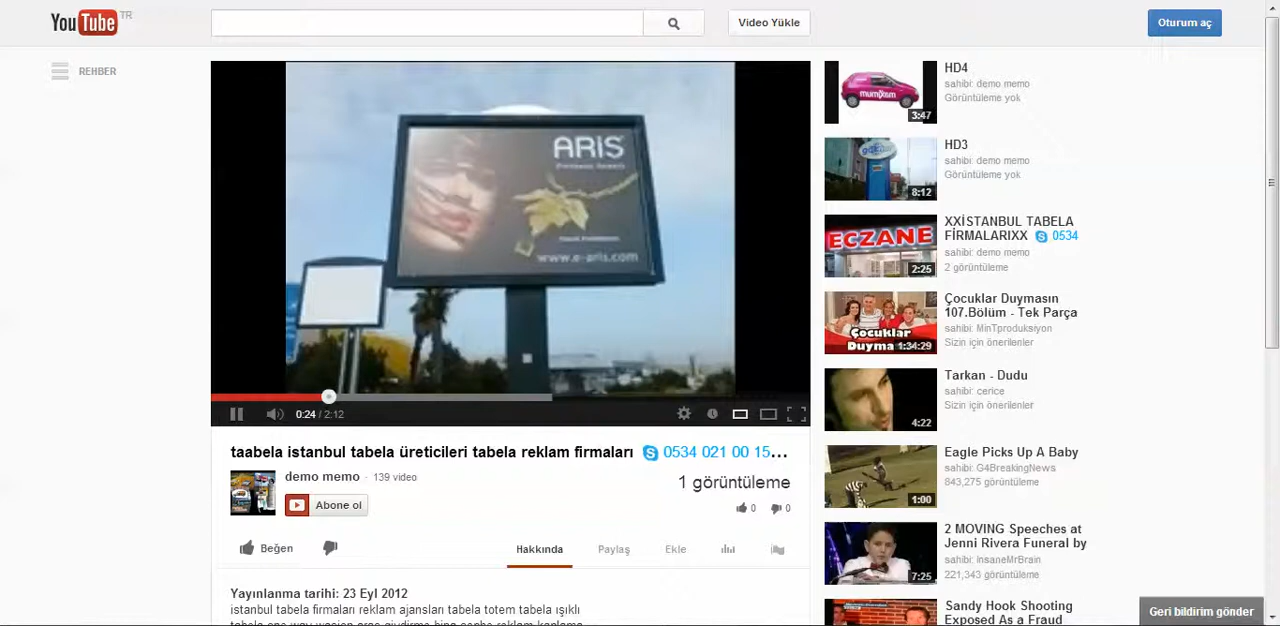 YouTube TR
Video Yükle
Oturum aç
REHBER
ARIS
www.e-aris.com
0:24 / 2:12
taabela istanbul tabela üreticileri tabela reklam firmaları 0534 021 00 15...
demo memo · 139 video
Abone ol
1 görüntüleme
0 0
Beğen
Hakkında
Paylaş
Ekle
Yayınlanma tarihi: 23 Eyl 2012
istanbul tabela firmaları reklam ajansları tabela totem tabela ışıklı
mumxam
3:47
HD4
sahibi: demo memo
Görüntüleme yok
8:12
HD3
sahibi: demo memo
Görüntüleme yok
ECZANE
2:25
XXİSTANBUL TABELA
FİRMALARIXX 0534
sahibi: demo memo
2 görüntüleme
Çocuklar
Duyma
1:34:29
Çocuklar Duymasın
107.Bölüm - Tek Parça
sahibi: MinTproduksiyon
Sizin için önerilenler
4:22
Tarkan - Dudu
sahibi: cerice
Sizin için önerilenler
1:00
Eagle Picks Up A Baby
sahibi: G4BreakingNews
843,275 görüntüleme
7:25
2 MOVING Speeches at
Jenni Rivera Funeral by
sahibi: InsaneMrBrain
221,343 görüntüleme
Sandy Hook Shooting
Exposed As a Fraud
Geri bildirim gönder